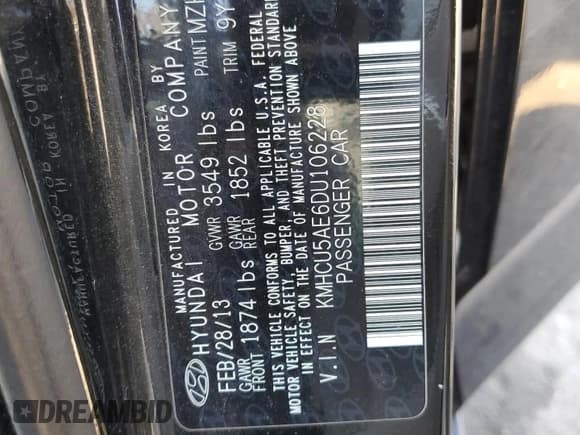 MANUFACTURED IN KOREA BY
HYUNDAI MOTOR COMPANY
FEB/28/13 GVWR 3549 lbs PAINT MZH
GAWR FRONT 1874 lbs GAWR REAR 1852 lbs TRIM 9Y
THIS VEHICLE CONFORMS TO ALL APPLICABLE U.S.A. FEDERAL
MOTOR VEHICLE SAFETY, BUMPER, AND THEFT PREVENTION STANDARDS
IN EFFECT ON THE DATE OF MANUFACTURE SHOWN ABOVE
V.I.N KMHCU5AE6DU106228
PASSENGER CAR
DREAMBID